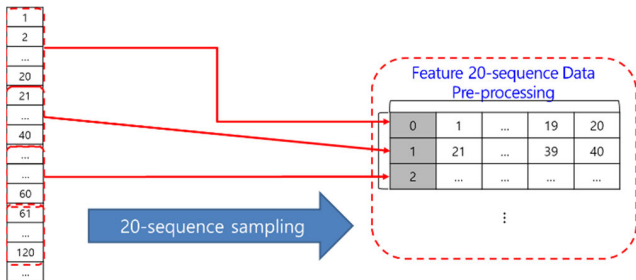 1
2
...
20
21
...
40
...
...
60
61
...
120
...
20-sequence sampling
Feature 20-sequence Data
Pre-processing
0 1 ... 19 20
1 21 ... 39 40
2 ... ... ... ...
⋮